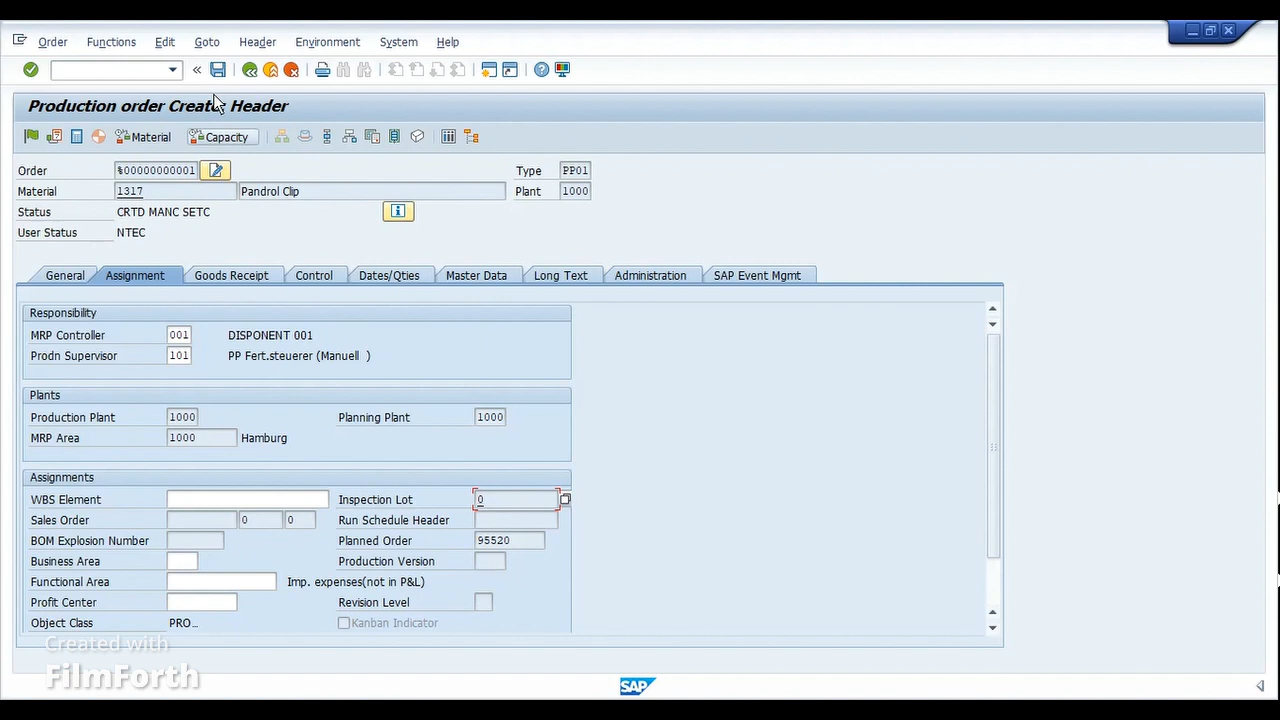 Order Functions Edit Goto Header Environment System Help
Production order Create: Header
Material Capacity
Order %00000000001 Type PP01
Material 1317 Pandrol Clip Plant 1000
Status CRTD MANC SETC
User Status NTEC
General Assignment Goods Receipt Control Dates/Qties Master Data Long Text Administration SAP Event Mgmt
Responsibility
MRP Controller 001 DISPONENT 001
Prodn Supervisor 101 PP Fert.steuerer (Manuell )
Plants
Production Plant 1000 Planning Plant 1000
MRP Area 1000 Hamburg
Assignments
WBS Element Inspection Lot 0
Sales Order 0 0 Run Schedule Header
BOM Explosion Number Planned Order 95520
Business Area Production Version
Functional Area Imp. expenses(not in P&L)
Profit Center Revision Level
Object Class PRO… Kanban Indicator
Created with
FilmForth
SAP